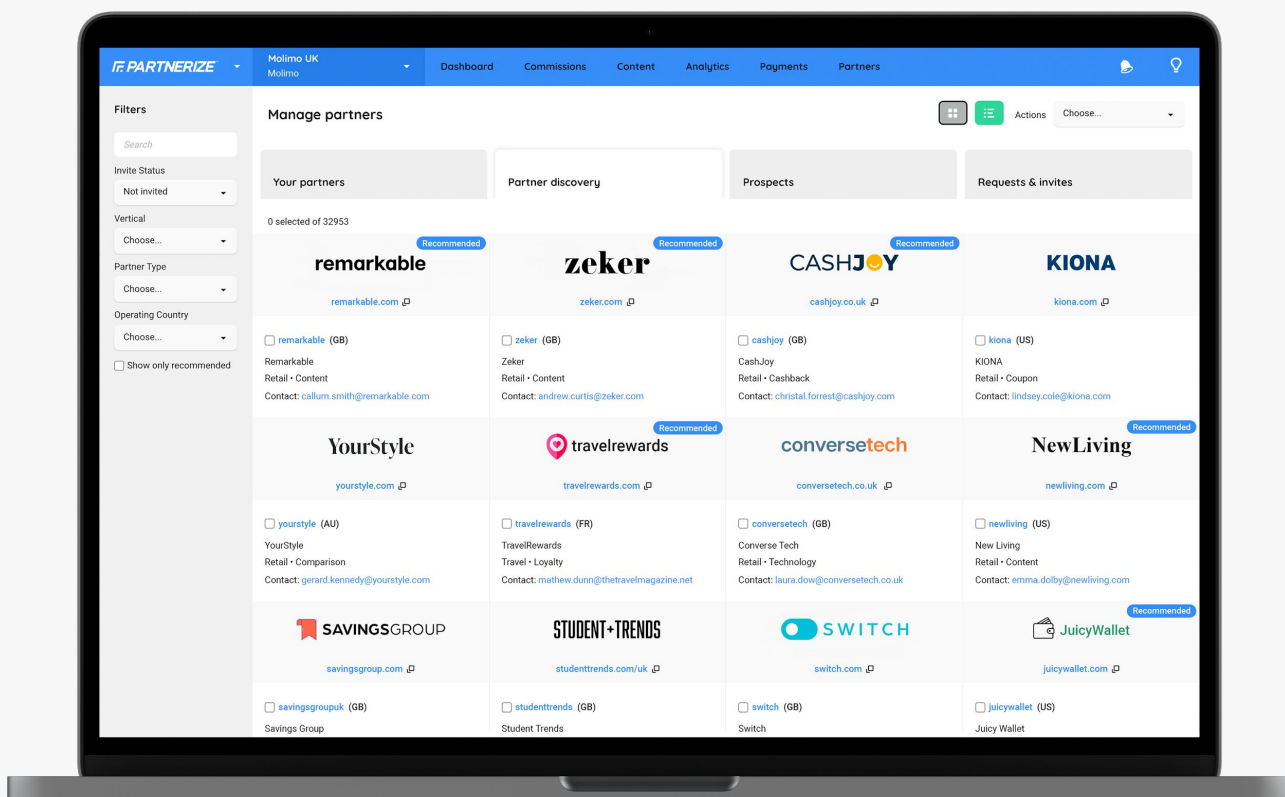 PARTNERIZE
Molimo UK
Molimo
Dashboard Commissions Content Analytics Payments Partners
Filters
Search
Invite Status
Not invited
Vertical
Choose...
Partner Type
Choose...
Operating Country
Choose...
Show only recommended
Manage partners
Actions Choose...
Your partners Partner discovery Prospects Requests & invites
0 selected of 32953
Recommended Recommended Recommended
remarkable zeker CASHJOY KIONA
remarkable.com zeker.com cashjoy.co.uk kiona.com
remarkable (GB) zeker (GB) cashjoy (GB) kiona (US)
Remarkable Zeker CashJoy KIONA
Retail • Content Retail • Content Retail • Cashback Retail • Coupon
Contact: callum.smith@remarkable.com Contact: andrew.curtis@zeker.com Contact: christal.forrest@cashjoy.com Contact: lindsey.cole@kiona.com
Recommended Recommended
YourStyle travelrewards conversetech NewLiving
yourstyle.com travelrewards.com conversetech.co.uk newliving.com
yourstyle (AU) travelrewards (FR) conversetech (GB) newliving (US)
YourStyle TravelRewards Converse Tech New Living
Retail • Comparison Travel • Loyalty Retail • Technology Retail • Content
Contact: gerard.kennedy@yourstyle.com Contact: mathew.dunn@thetravelmagazine.net Contact: laura.dow@conversetech.co.uk Contact: emma.dolby@newliving.com
Recommended
SAVINGSGROUP STUDENT+TRENDS SWITCH JuicyWallet
savingsgroup.com studenttrends.com/uk switch.com juicywallet.com
savingsgroupuk (GB) studenttrends (GB) switch (GB) juicywallet (US)
Savings Group Student Trends Switch Juicy Wallet